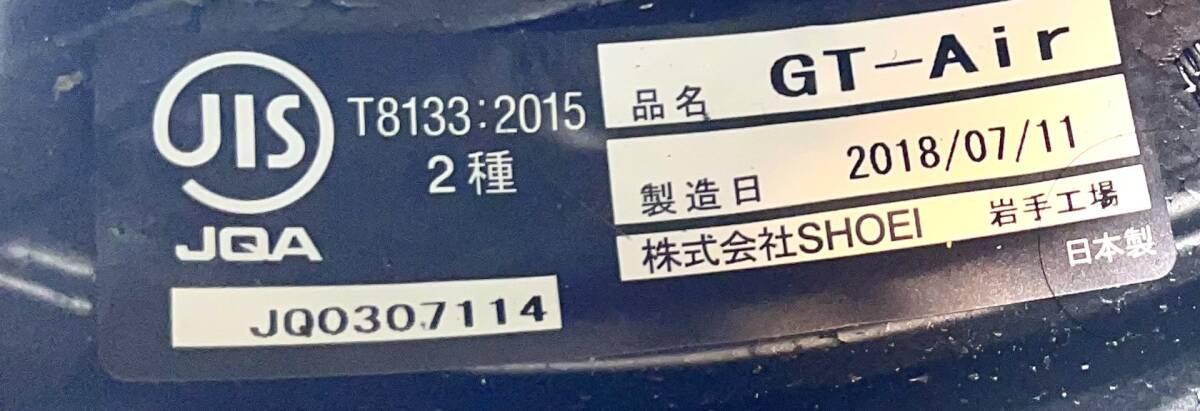 JIS
T8133:2015
2種
JQA
JQ0307114
品名 GT-Air
製造日 2018/07/11
株式会社SHOEI 岩手工場
日本製